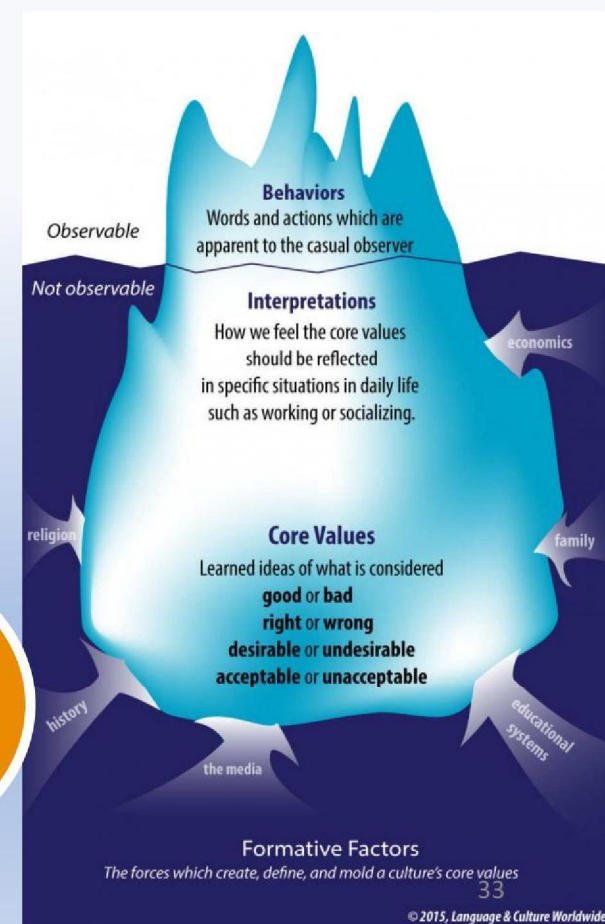 Behaviors
Words and actions which are
apparent to the casual observer
Observable
Not observable
Interpretations
How we feel the core values
should be reflected
in specific situations in daily life
such as working or socializing.
economics
religion
family
Core Values
Learned ideas of what is considered
good or bad
right or wrong
desirable or undesirable
acceptable or unacceptable
history
the media
educational
systems
Formative Factors
The forces which create, define, and mold a culture's core values
33
© 2015, Language & Culture Worldwide